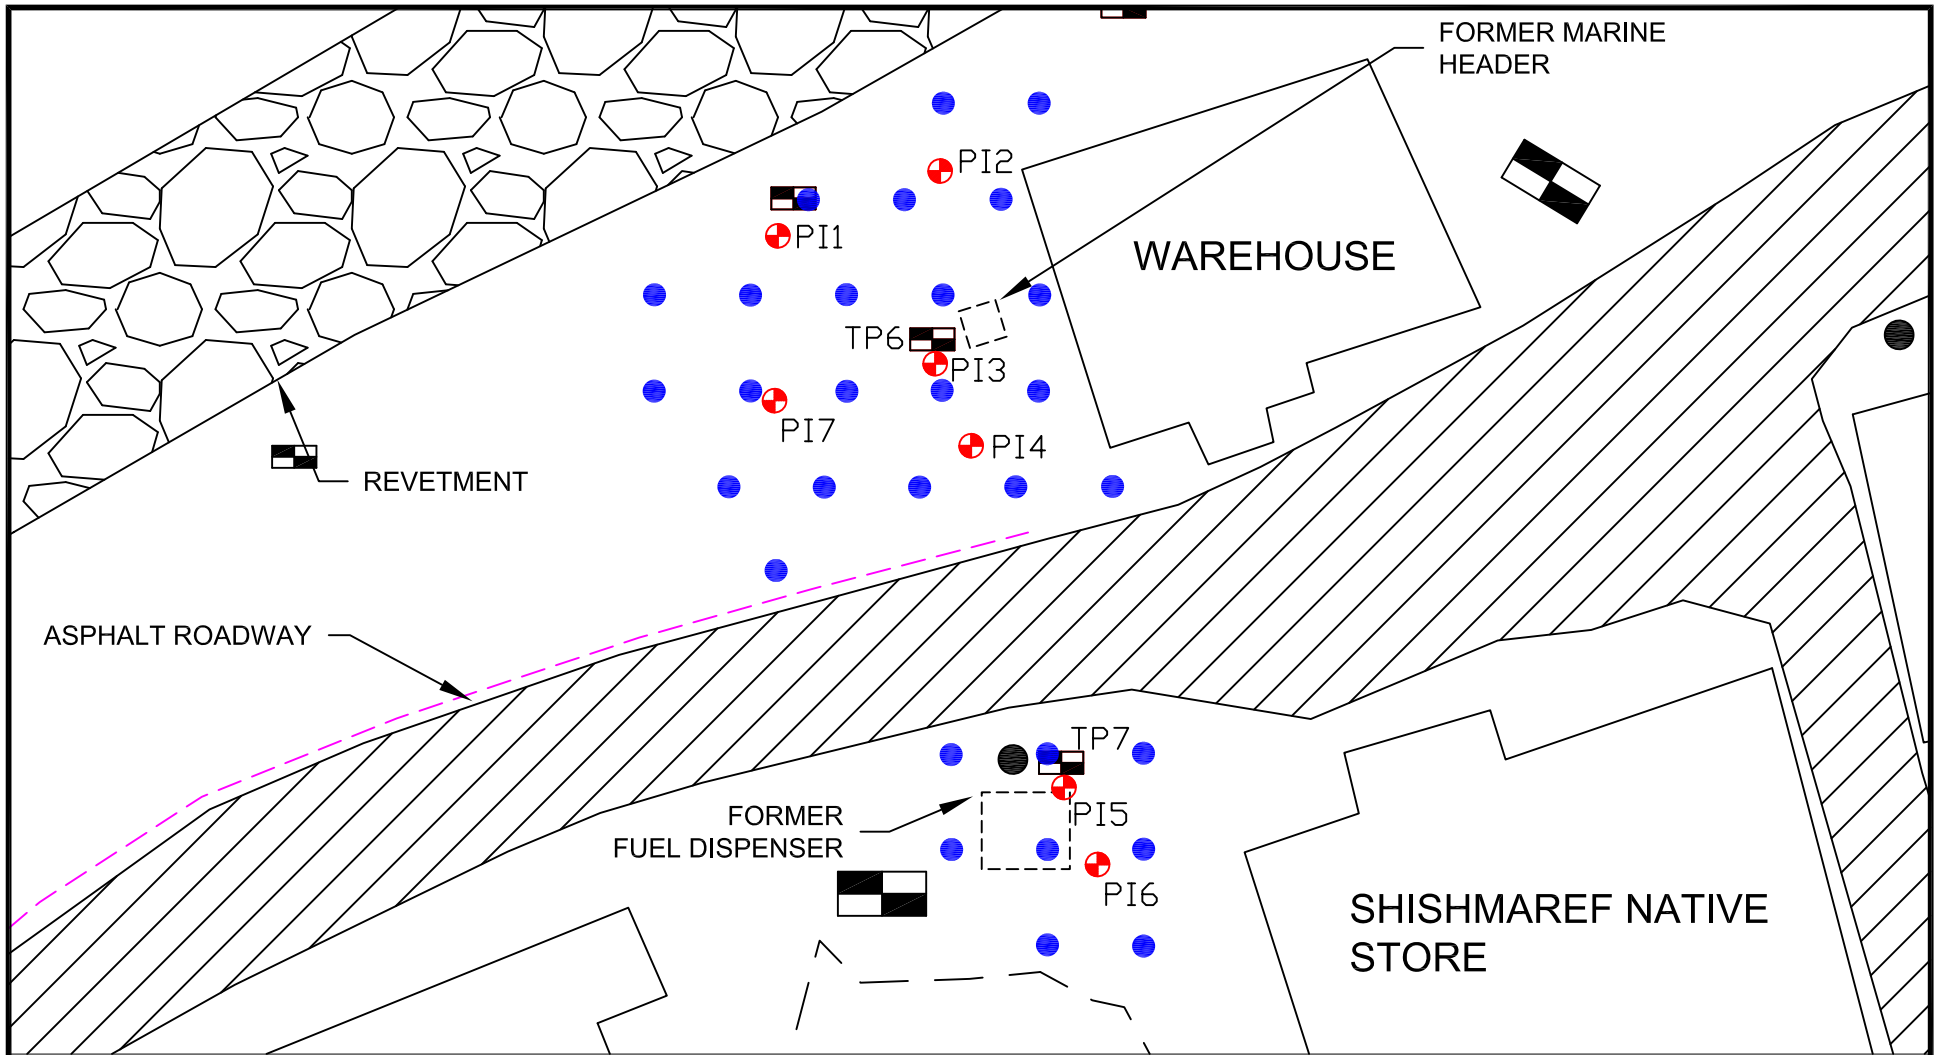 FORMER MARINE
HEADER
PI2
PI1
WAREHOUSE
TP6
PI3
PI7
PI4
REVETMENT
ASPHALT ROADWAY
TP7
FORMER
FUEL DISPENSER
PI5
PI6
SHISHMAREF NATIVE
STORE